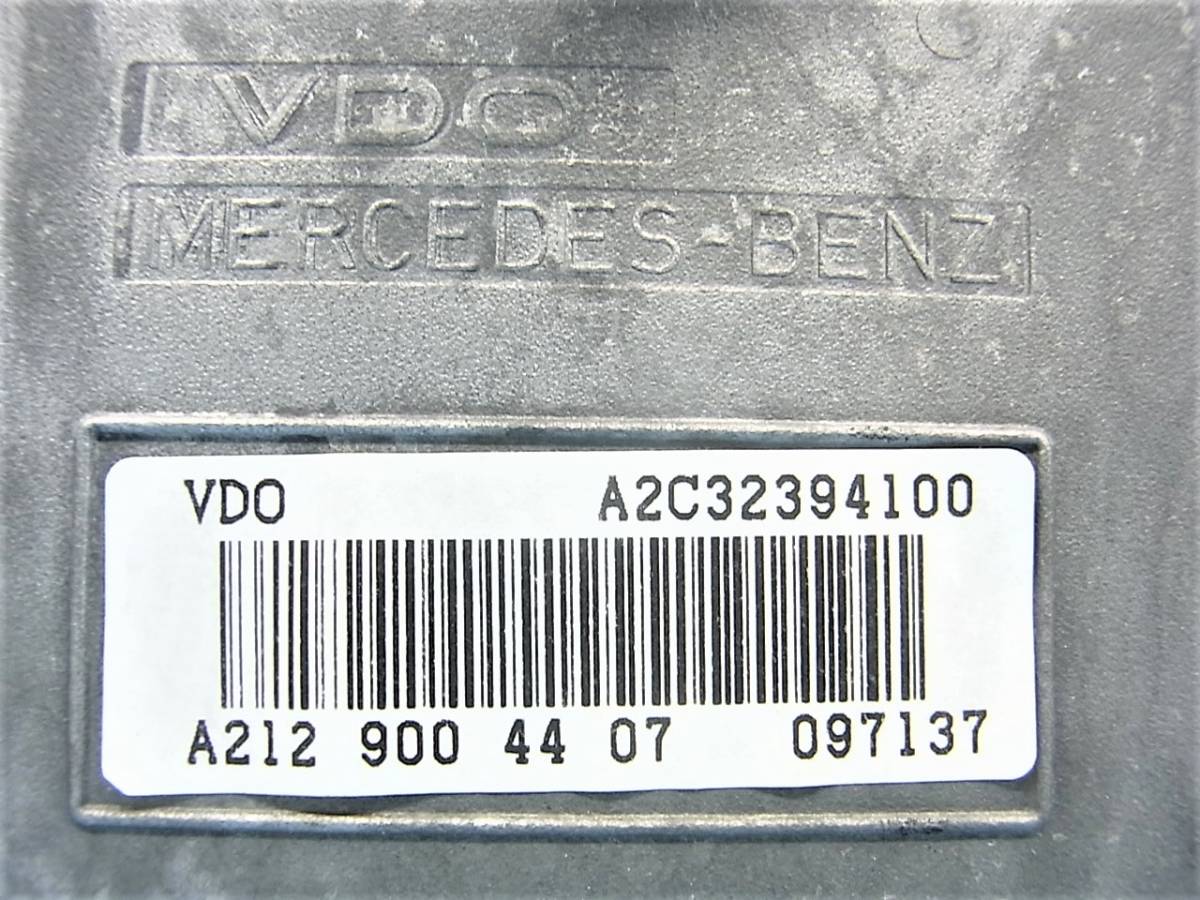 VDO
MERCEDES-BENZ
VDO A2C32394100
A212 900 44 07 097137